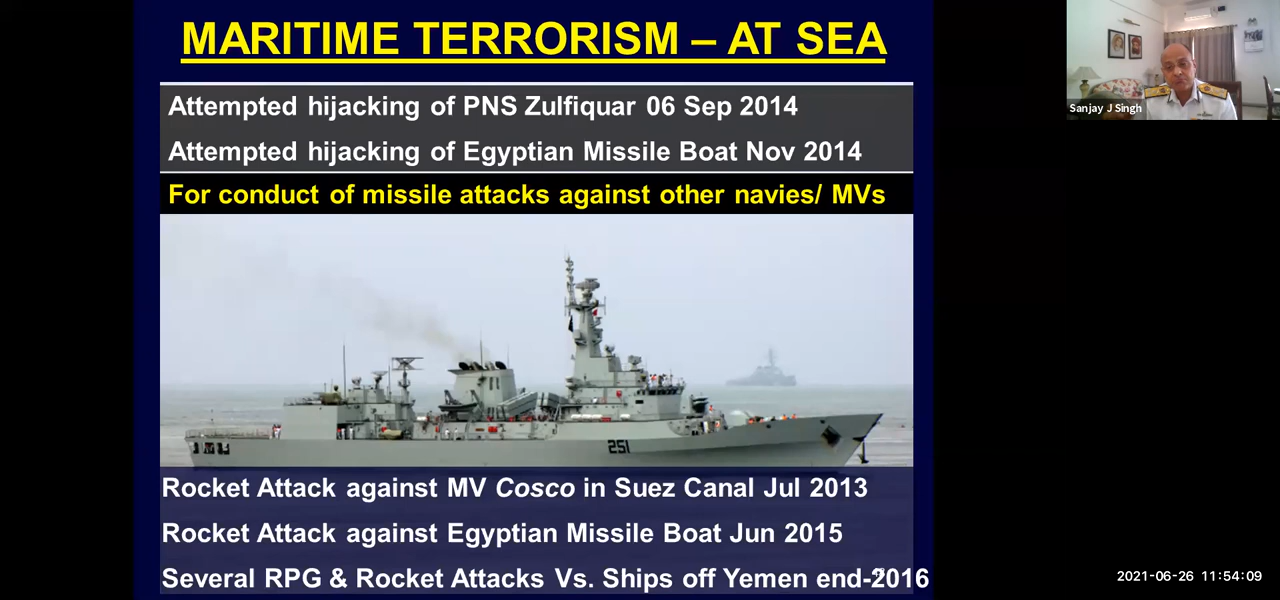 MARITIME TERRORISM – AT SEA
Attempted hijacking of PNS Zulfiquar 06 Sep 2014
Attempted hijacking of Egyptian Missile Boat Nov 2014
For conduct of missile attacks against other navies/ MVs
251
Rocket Attack against MV Cosco in Suez Canal Jul 2013
Rocket Attack against Egyptian Missile Boat Jun 2015
Several RPG & Rocket Attacks Vs. Ships off Yemen end-2016
Sanjay J Singh
2021-06-26 11:54:09